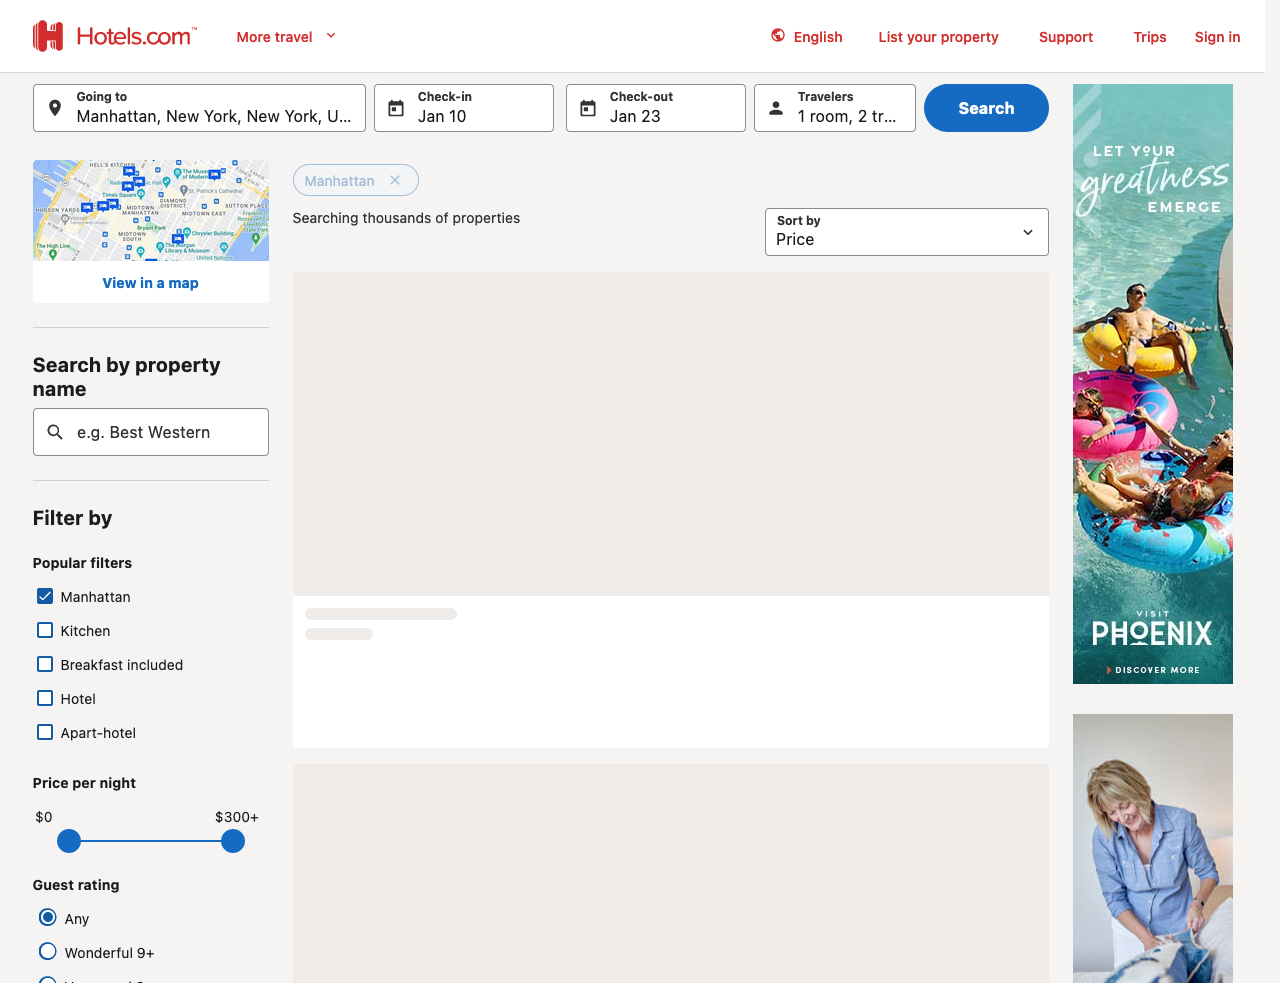 Hotels.com™
More travel
English
List your property
Support
Trips
Sign in
Going to
Manhattan, New York, New York, U...
Check-in
Jan 10
Check-out
Jan 23
Travelers
1 room, 2 tr...
Search
HELL'S KITCHEN
Times Square
DIAMOND
DISTRICT
St. Patrick's Cathedral
SUTTON PLACE
HUDSON YARDS
MIDTOWN
MANHATTAN
MIDTOWN EAST
Bryant Park
Chrysler Building
The High Line
MIDTOWN
SOUTH
The Morgan
Library & Museum
United Nations
View in a map
Search by property
name
e.g. Best Western
Filter by
Popular filters
Manhattan
Kitchen
Breakfast included
Hotel
Apart-hotel
Price per night
$0
$300+
Guest rating
Any
Wonderful 9+
Manhattan
Searching thousands of properties
Sort by
Price
LET YOUR
greatness
EMERGE
VISIT
PHOENIX
DISCOVER MORE